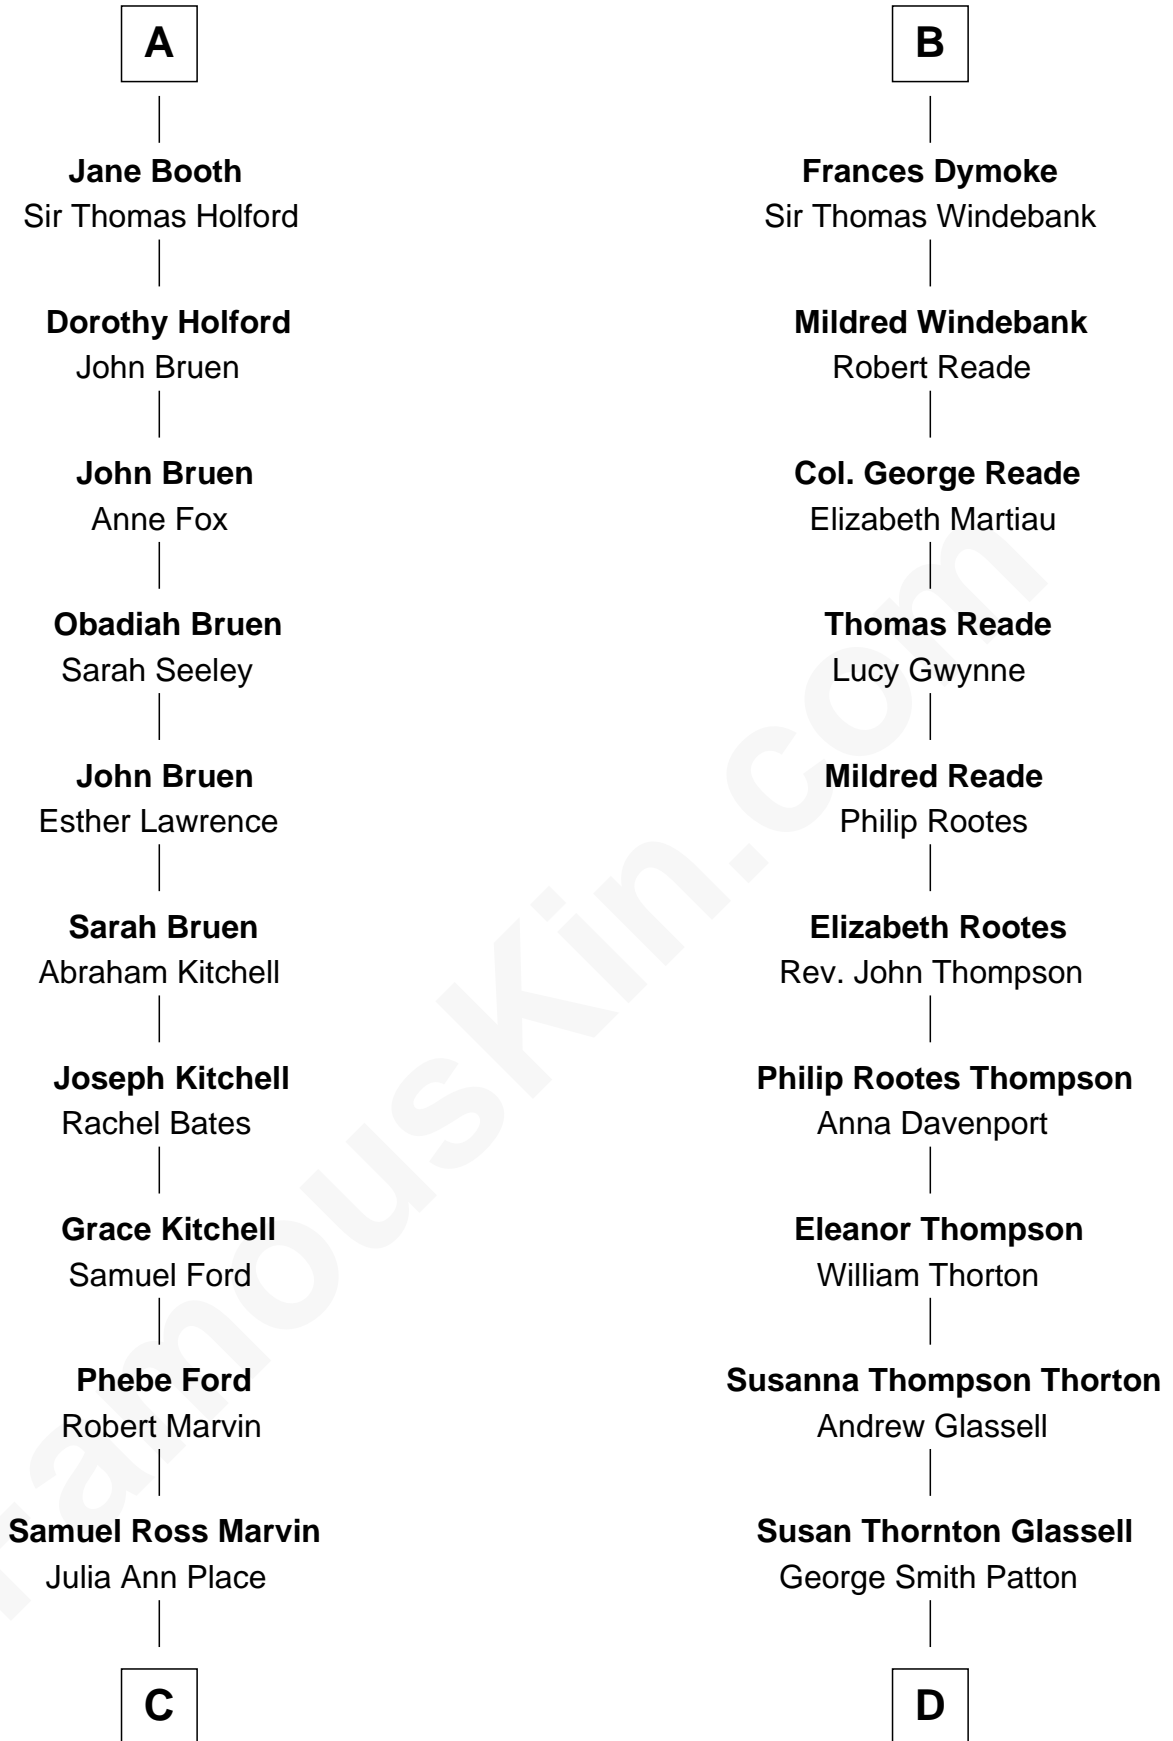 A
Jane Booth
Sir Thomas Holford
Dorothy Holford
John Bruen
John Bruen
Anne Fox
Obadiah Bruen
Sarah Seeley
John Bruen
Esther Lawrence
Sarah Bruen
Abraham Kitchell
Joseph Kitchell
Rachel Bates
Grace Kitchell
Samuel Ford
Phebe Ford
Robert Marvin
Samuel Ross Marvin
Julia Ann Place
C
B
Frances Dymoke
Sir Thomas Windebank
Mildred Windebank
Robert Reade
Col. George Reade
Elizabeth Martiau
Thomas Reade
Lucy Gwynne
Mildred Reade
Philip Rootes
Elizabeth Rootes
Rev. John Thompson
Philip Rootes Thompson
Anna Davenport
Eleanor Thompson
William Thorton
Susanna Thompson Thorton
Andrew Glassell
Susan Thornton Glassell
George Smith Patton
D
FamousKin.com